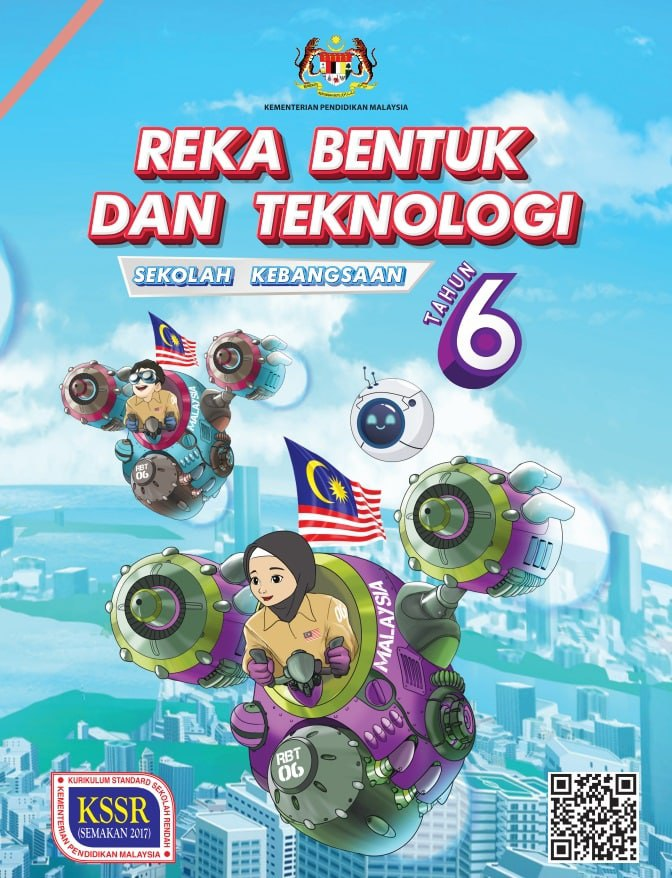 KEMENTERIAN PENDIDIKAN MALAYSIA
REKA BENTUK
DAN TEKNOLOGI
SEKOLAH KEBANGSAAN
TAHUN
6
MALAYSIA
RBT
06
MALAYSIA
RBT
06
KURIKULUM STANDARD SEKOLAH RENDAH
KSSR
(SEMAKAN 2017)
KEMENTERIAN PENDIDIKAN MALAYSIA